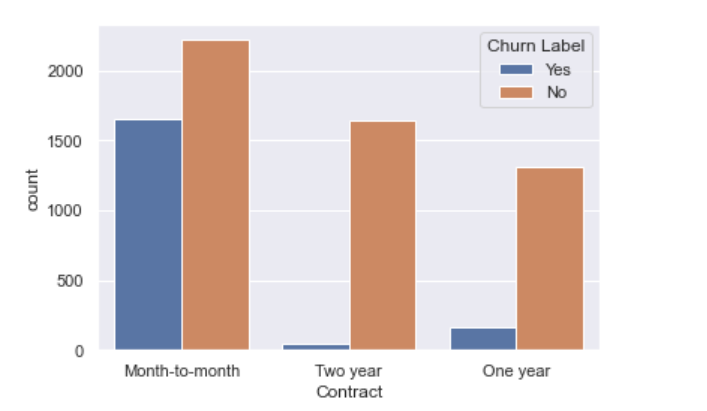 Churn Label
Yes
No
2000
1500
1000
500
0
count
Month-to-month Two year One year
Contract